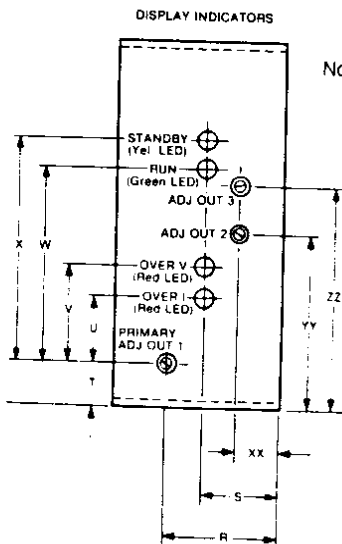 DISPLAY INDICATORS
No
STANDBY
(Yel LED)
RUN
(Green LED)
ADJ OUT 3
ADJ OUT 2
OVER V
(Red LED)
OVER I
(Red LED)
PRIMARY
ADJ OUT 1
X
W
V
U
T
ZZ
YY
XX
S
R